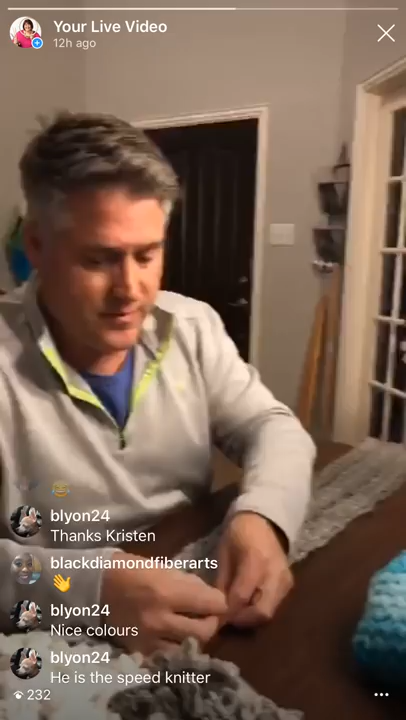 Your Live Video
12h ago
blyon24
Thanks Kristen
blackdiamondfiberarts
👋
blyon24
Nice colours
blyon24
He is the speed knitter
232